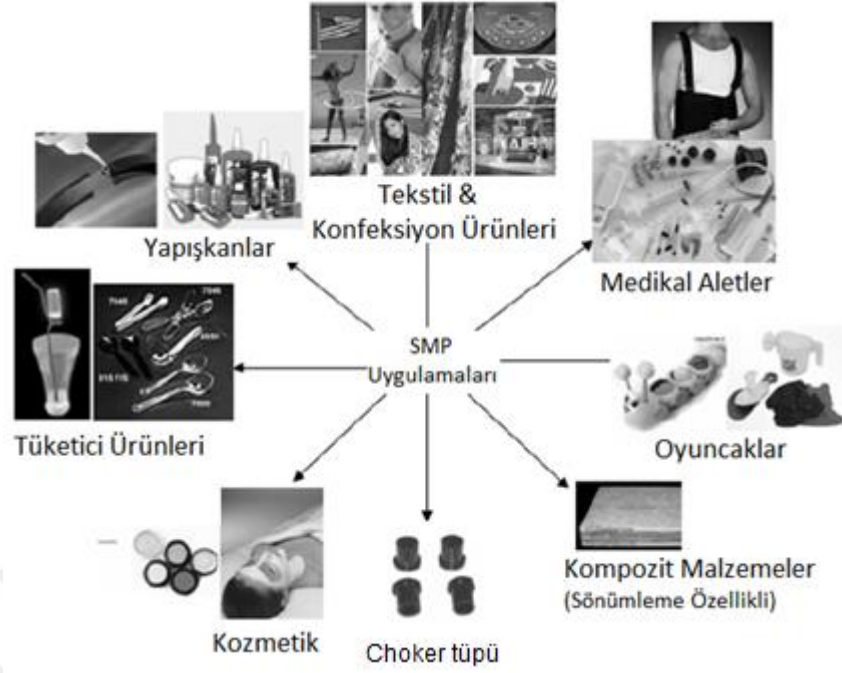 Tekstil &
Konfeksiyon Ürünleri
Yapışkanlar
Medikal Aletler
SMP
Uygulamaları
Tüketici Ürünleri
Oyuncaklar
Kompozit Malzemeler
(Sönümleme Özellikli)
Kozmetik
Choker tüpü